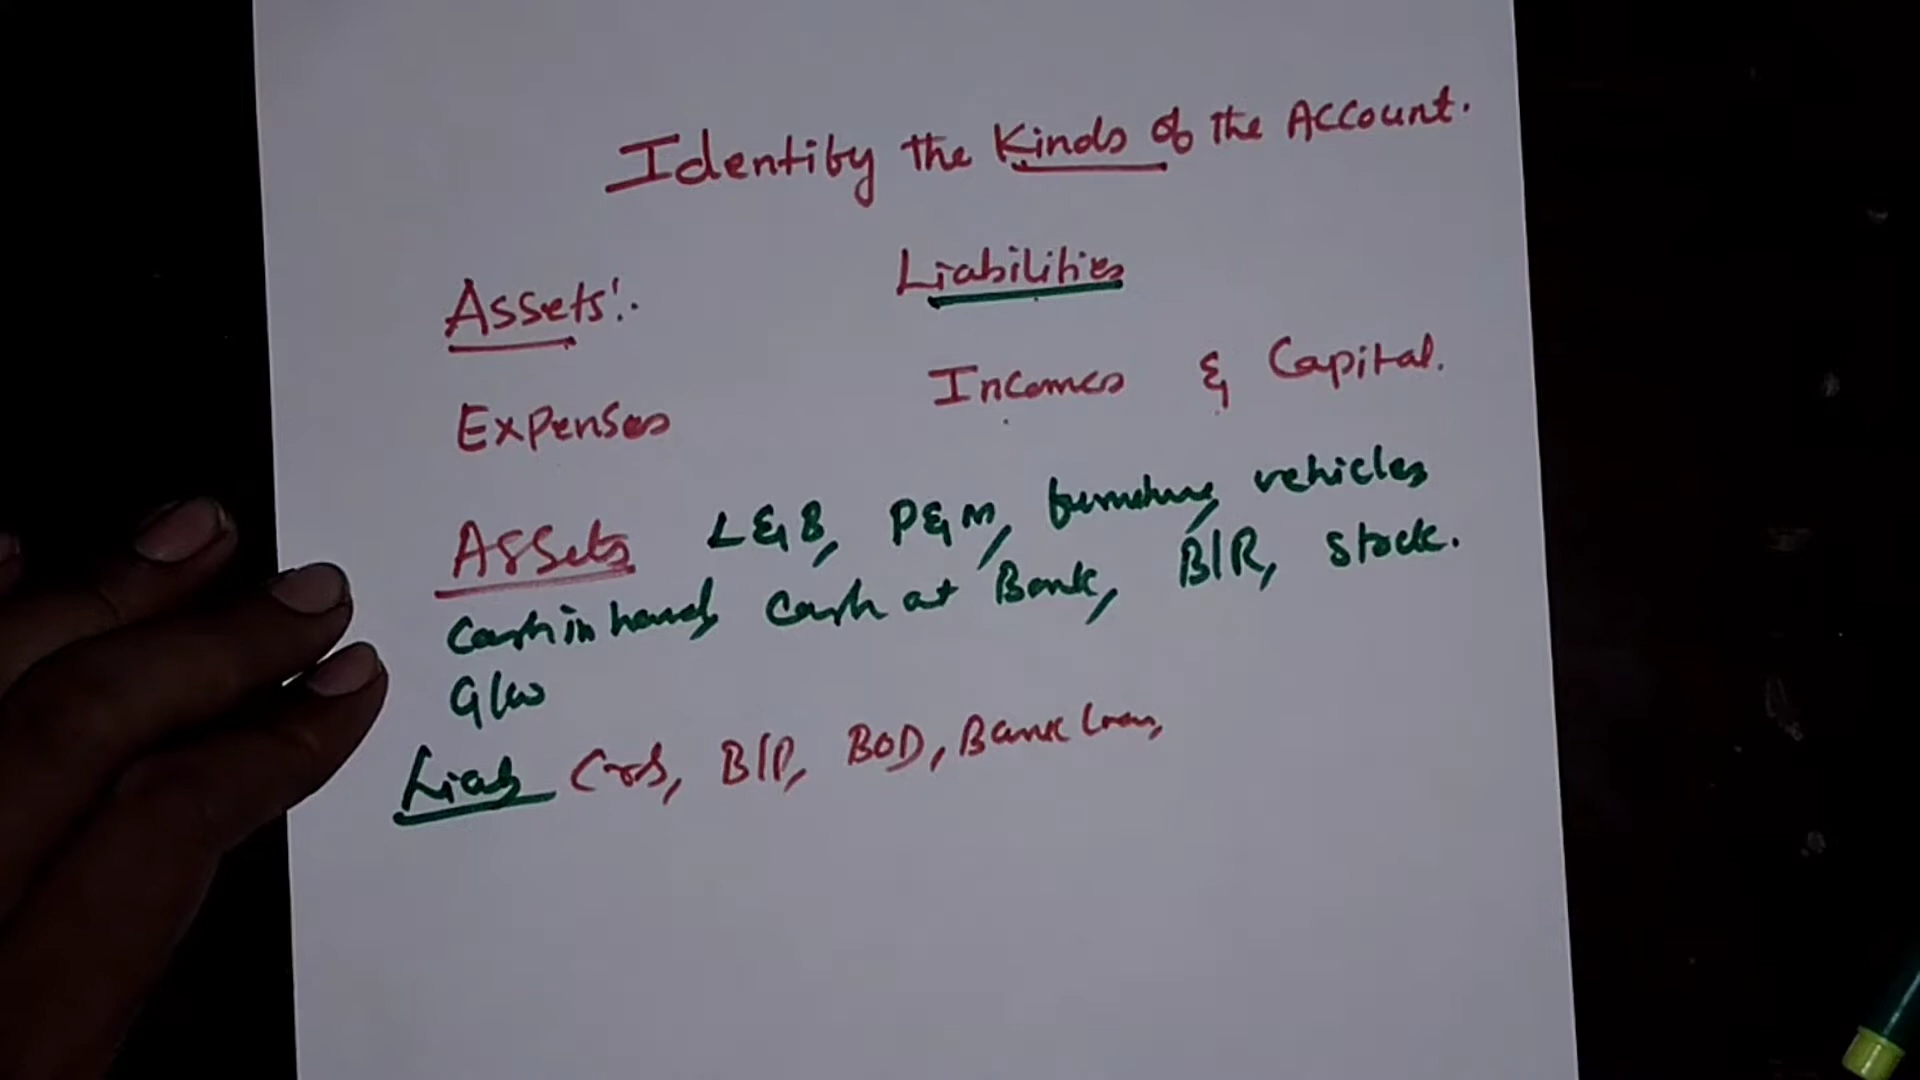 Identify the Kinds of the Account.
Assets:. Liabilities
Expenses Incomes & Capital.
Assets L&B, P&M, furniture, vehicles
Cash in hand, Cash at Bank, B/R, Stock.
G/w
Liab Crs, B/P, BOD, Bank Loan,